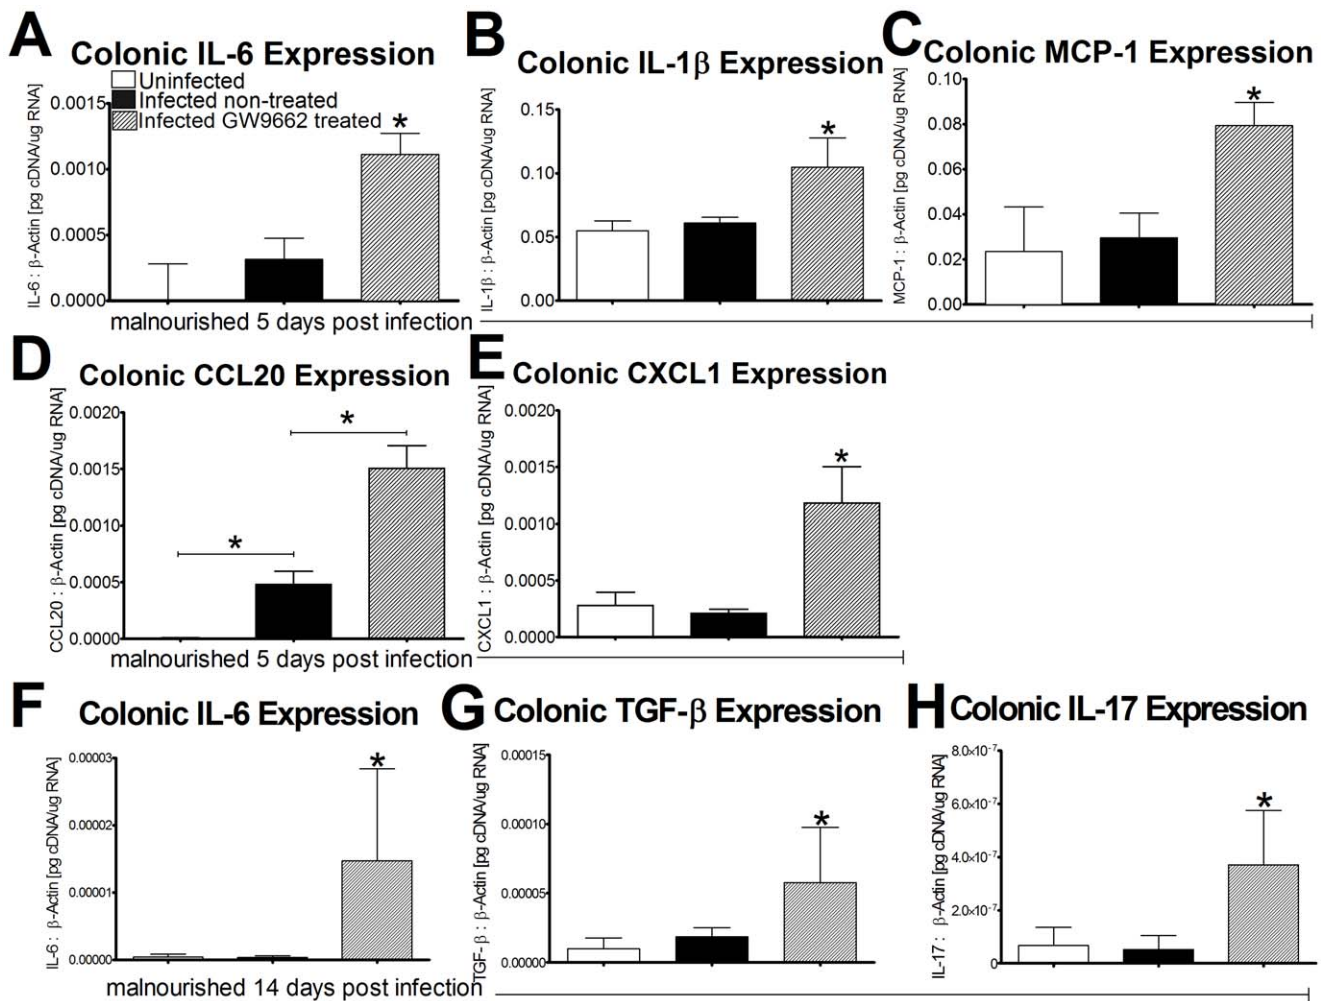 A
Colonic IL-6 Expression
Uninfected
Infected non-treated
Infected GW9662 treated
IL-6 : β-Actin [pg cDNA/ug RNA]
0.0015
0.0010
0.0005
0.0000
*
malnourished 5 days post infection
B
Colonic IL-1β Expression
IL-1β : β-Actin [pg cDNA/ug RNA]
0.15
0.10
0.05
0.00
*
C
Colonic MCP-1 Expression
MCP-1 : β-Actin [pg cDNA/ug RNA]
0.10
0.08
0.06
0.04
0.02
0.00
*
D
Colonic CCL20 Expression
CCL20 : β-Actin [pg cDNA/ug RNA]
0.0020
0.0015
0.0010
0.0005
0.0000
*
*
malnourished 5 days post infection
E
Colonic CXCL1 Expression
CXCL1 : β-Actin [pg cDNA/ug RNA]
0.0020
0.0015
0.0010
0.0005
0.0000
*
F
Colonic IL-6 Expression
IL-6 : β-Actin [pg cDNA/ug RNA]
0.00003
0.00002
0.00001
0.00000
*
malnourished 14 days post infection
G
Colonic TGF-β Expression
TGF-β : β-Actin [pg cDNA/ug RNA]
0.00015
0.00010
0.00005
0.00000
*
H
Colonic IL-17 Expression
IL-17 : β-Actin [pg cDNA/ug RNA]
8.0×10⁻⁷
6.0×10⁻⁷
4.0×10⁻⁷
2.0×10⁻⁷
0
*